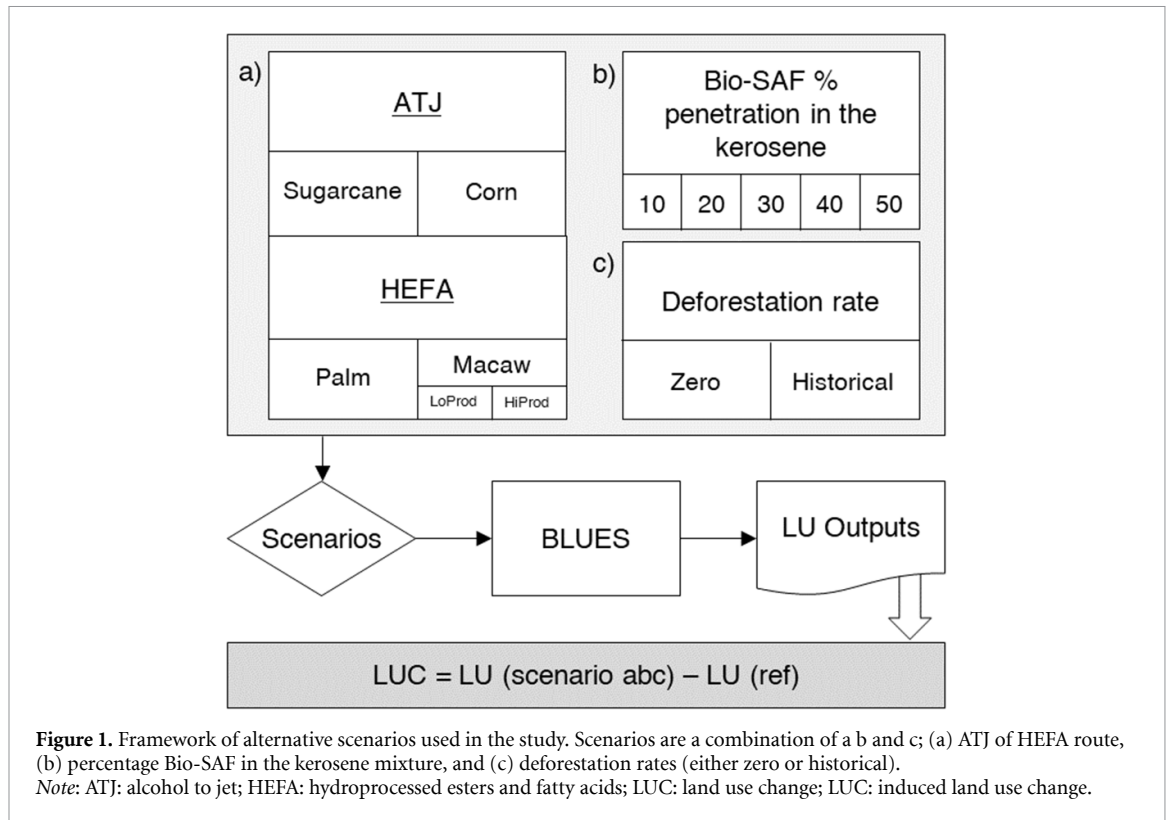 a)
ATJ
Sugarcane
Corn
HEFA
Palm
Macaw
LoProd
HiProd
b)
Bio-SAF %
penetration in the
kerosene
10 20 30 40 50
c)
Deforestation rate
Zero
Historical
Scenarios
BLUES
LU Outputs
LUC = LU (scenario abc) – LU (ref)
Figure 1. Framework of alternative scenarios used in the study. Scenarios are a combination of a b and c; (a) ATJ of HEFA route,
(b) percentage Bio-SAF in the kerosene mixture, and (c) deforestation rates (either zero or historical).
Note: ATJ: alcohol to jet; HEFA: hydroprocessed esters and fatty acids; LUC: land use change; LUC: induced land use change.